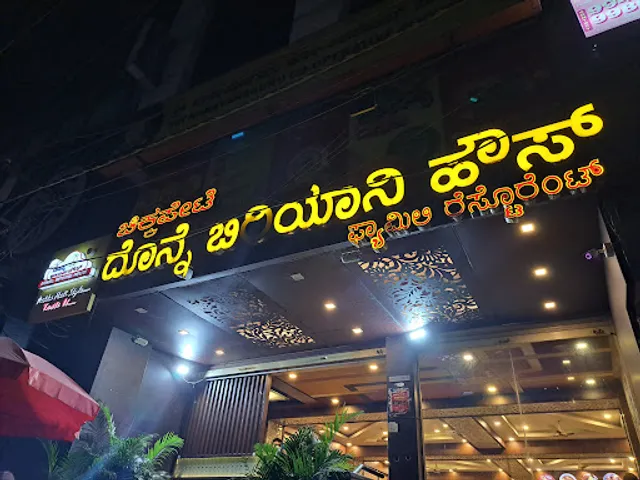 ಚಿಕ್ಕಪೇಟೆ
ದೊನ್ನೆ ಬಿರಿಯಾನಿ ಹೌಸ್
ಫ್ಯಾಮಿಲಿ ರೆಸ್ಟೋರೆಂಟ್